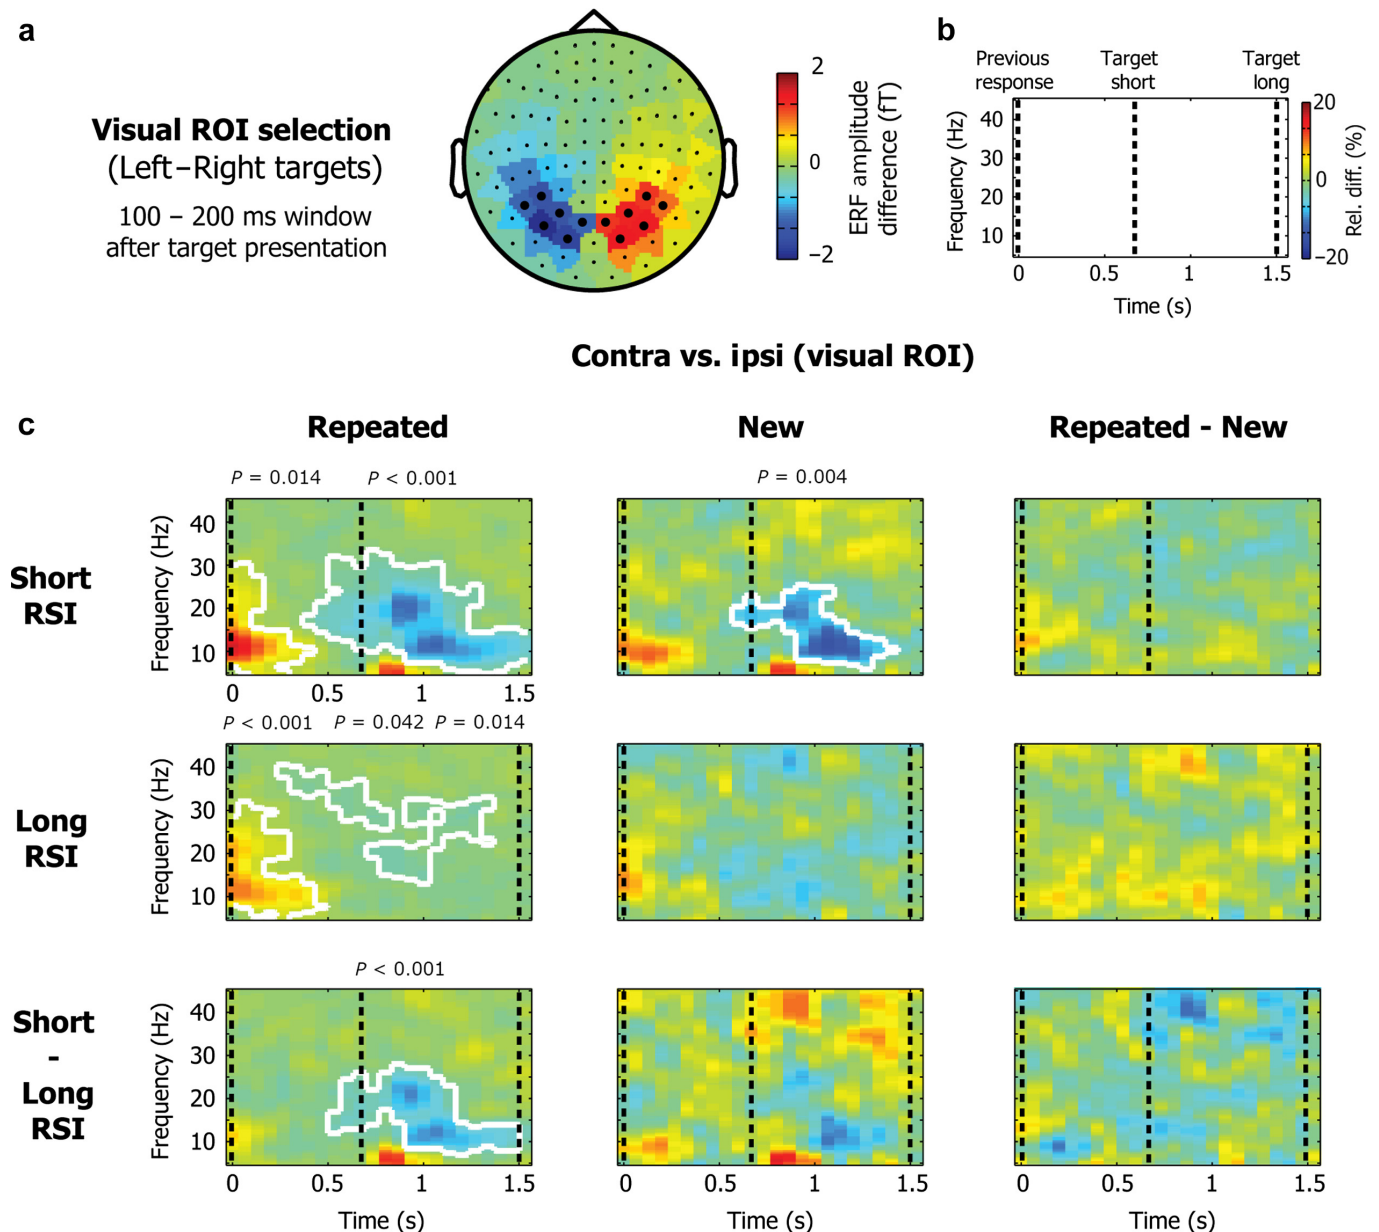 a
Visual ROI selection
(Left–Right targets)
100 – 200 ms window
after target presentation
2
0
−2
ERF amplitude
difference (fT)
b
Previous
response
Target
short
Target
long
Frequency (Hz)
40
30
20
10
0
0.5
1
1.5
Time (s)
20
0
−20
Rel. diff. (%)
Contra vs. ipsi (visual ROI)
c
Repeated
New
Repeated - New
P = 0.014
P < 0.001
P = 0.004
Short
RSI
Frequency (Hz)
40
30
20
10
0
0.5
1
1.5
P < 0.001
P = 0.042
P = 0.014
Long
RSI
Frequency (Hz)
40
30
20
10
P < 0.001
Short
-
Long
RSI
Frequency (Hz)
40
30
20
10
0
0.5
1
1.5
0
0.5
1
1.5
0
0.5
1
1.5
Time (s)
Time (s)
Time (s)